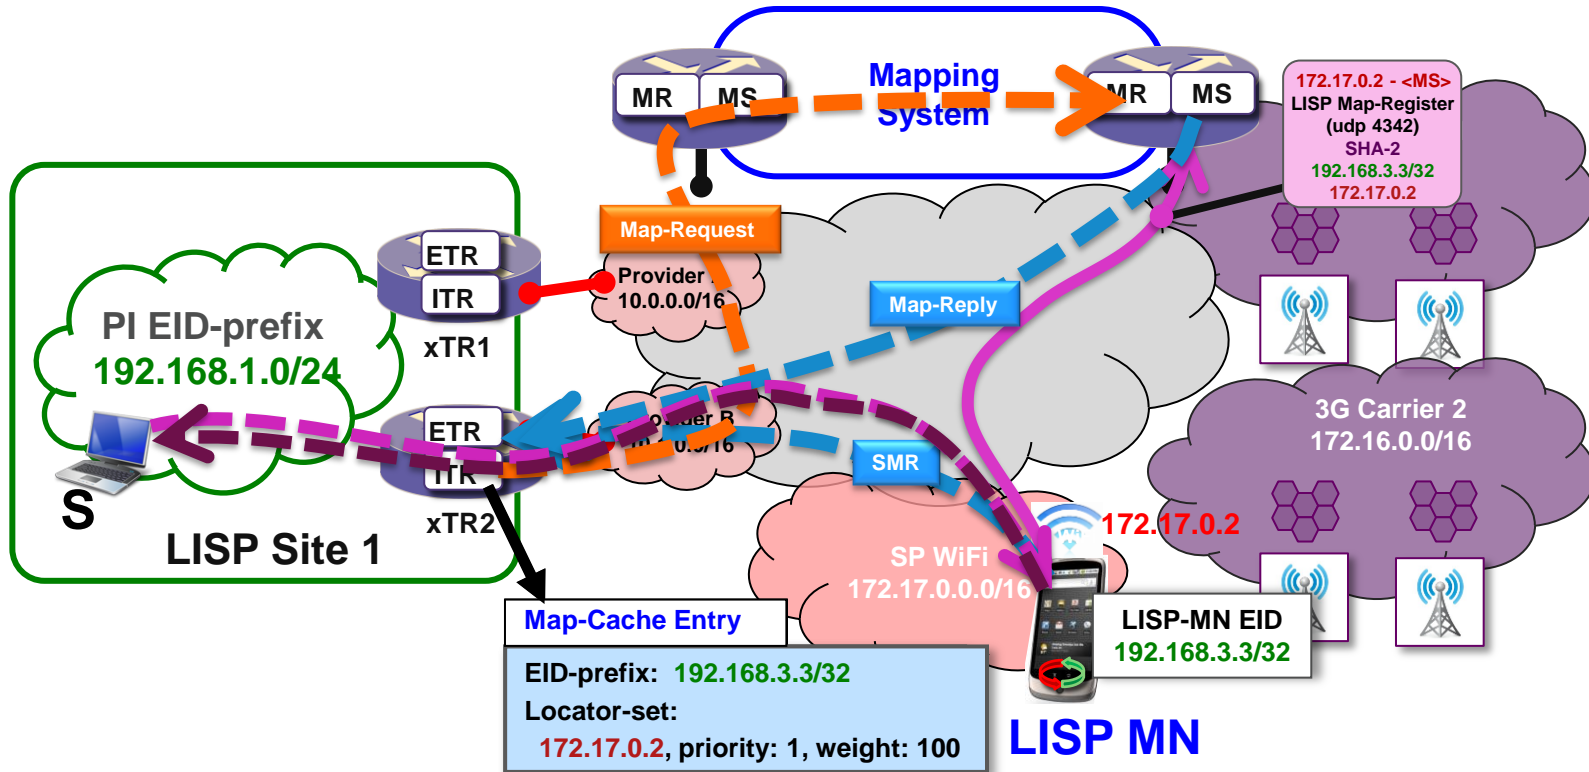 Mapping
System
MR
MS
MR
MS
172.17.0.2 - <MS>
LISP Map-Register
(udp 4342)
SHA-2
192.168.3.3/32
172.17.0.2
Map-Request
ETR
ITR
xTR1
Provider
10.0.0.0/16
Map-Reply
PI EID-prefix
192.168.1.0/24
ETR
ITR
xTR2
Provider B
S
LISP Site 1
SMR
3G Carrier 2
172.16.0.0/16
172.17.0.2
SP WiFi
172.17.0.0.0/16
LISP-MN EID
192.168.3.3/32
LISP MN
Map-Cache Entry
EID-prefix: 192.168.3.3/32
Locator-set:
172.17.0.2, priority: 1, weight: 100